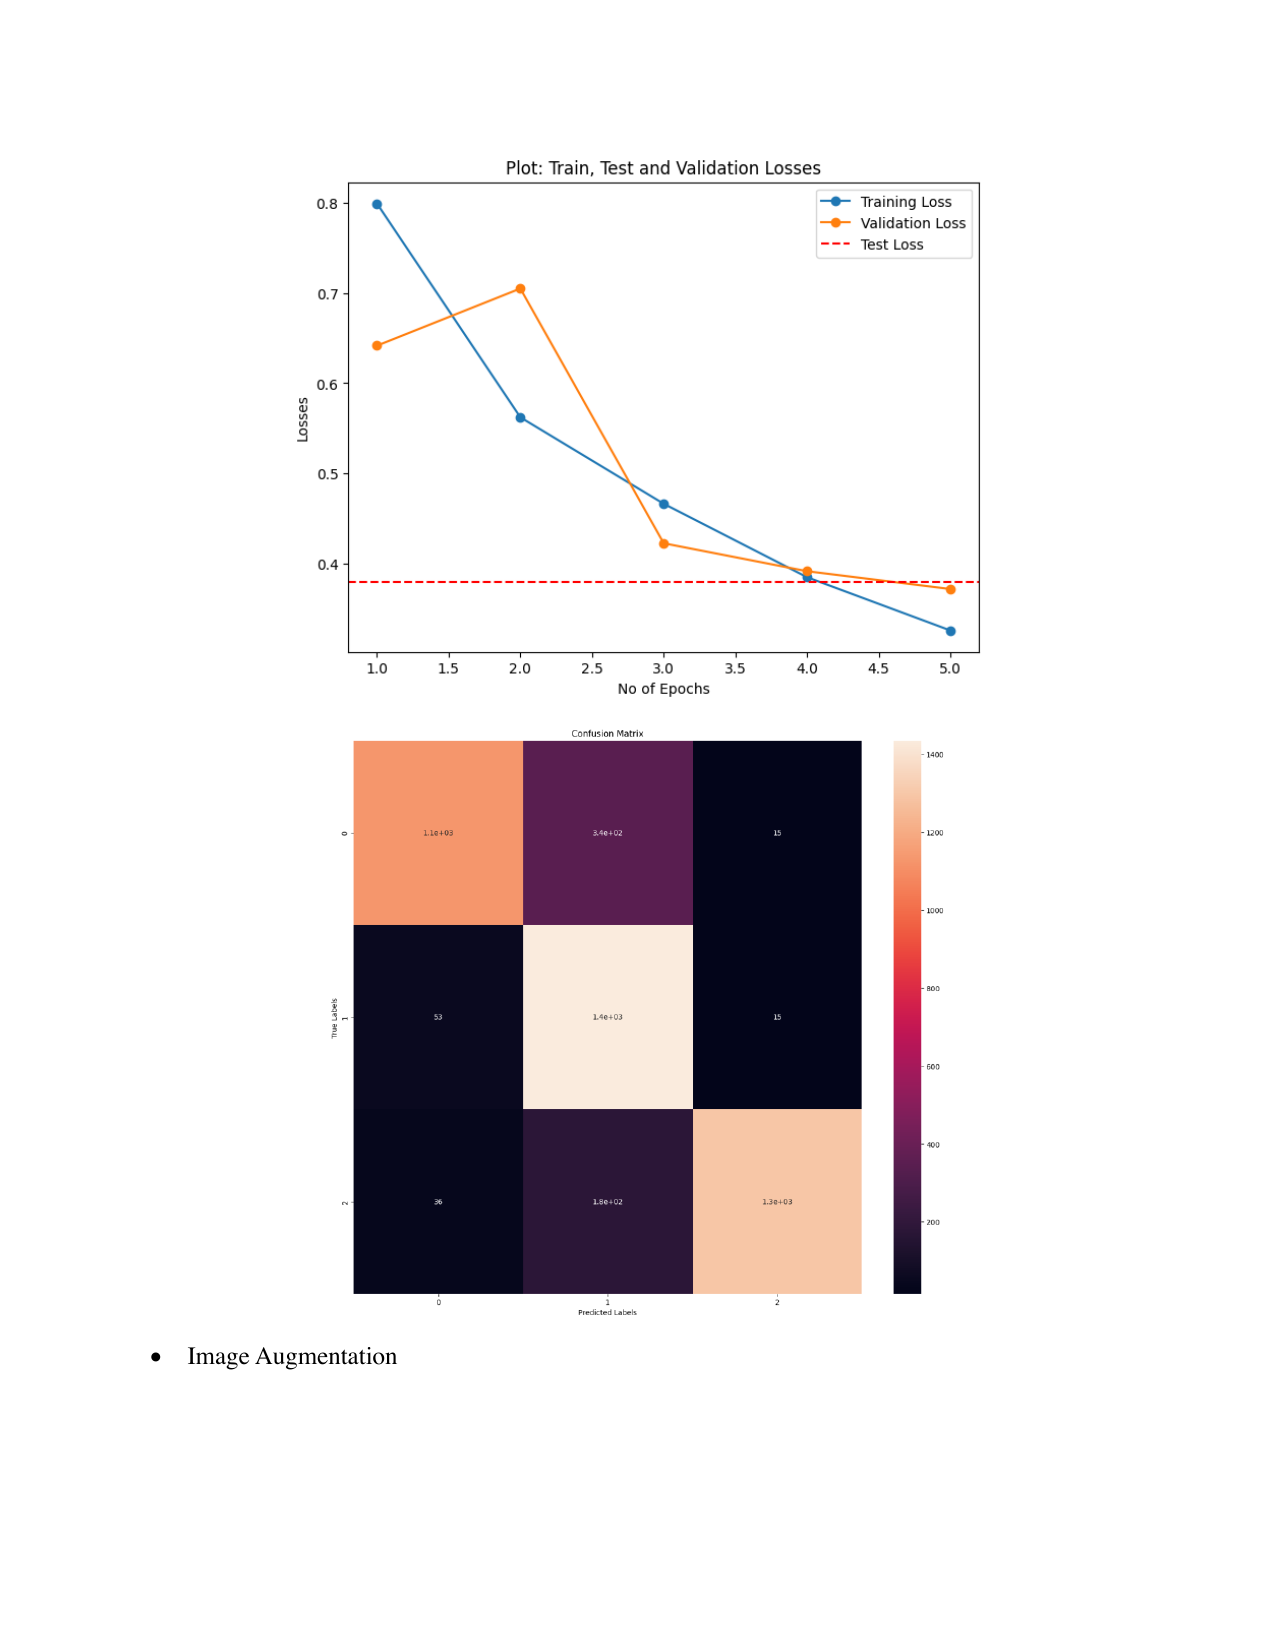 Plot: Train, Test and Validation Losses
Training Loss
Validation Loss
Test Loss
0.8
0.7
0.6
0.5
0.4
Losses
1.0 1.5 2.0 2.5 3.0 3.5 4.0 4.5 5.0
No of Epochs
Confusion Matrix
1.1e+03 3.4e+02 15
53 1.4e+03 15
36 1.8e+02 1.3e+03
0
1
2
True Labels
0 1 2
Predicted Labels
1400
1200
1000
800
600
400
200
• Image Augmentation